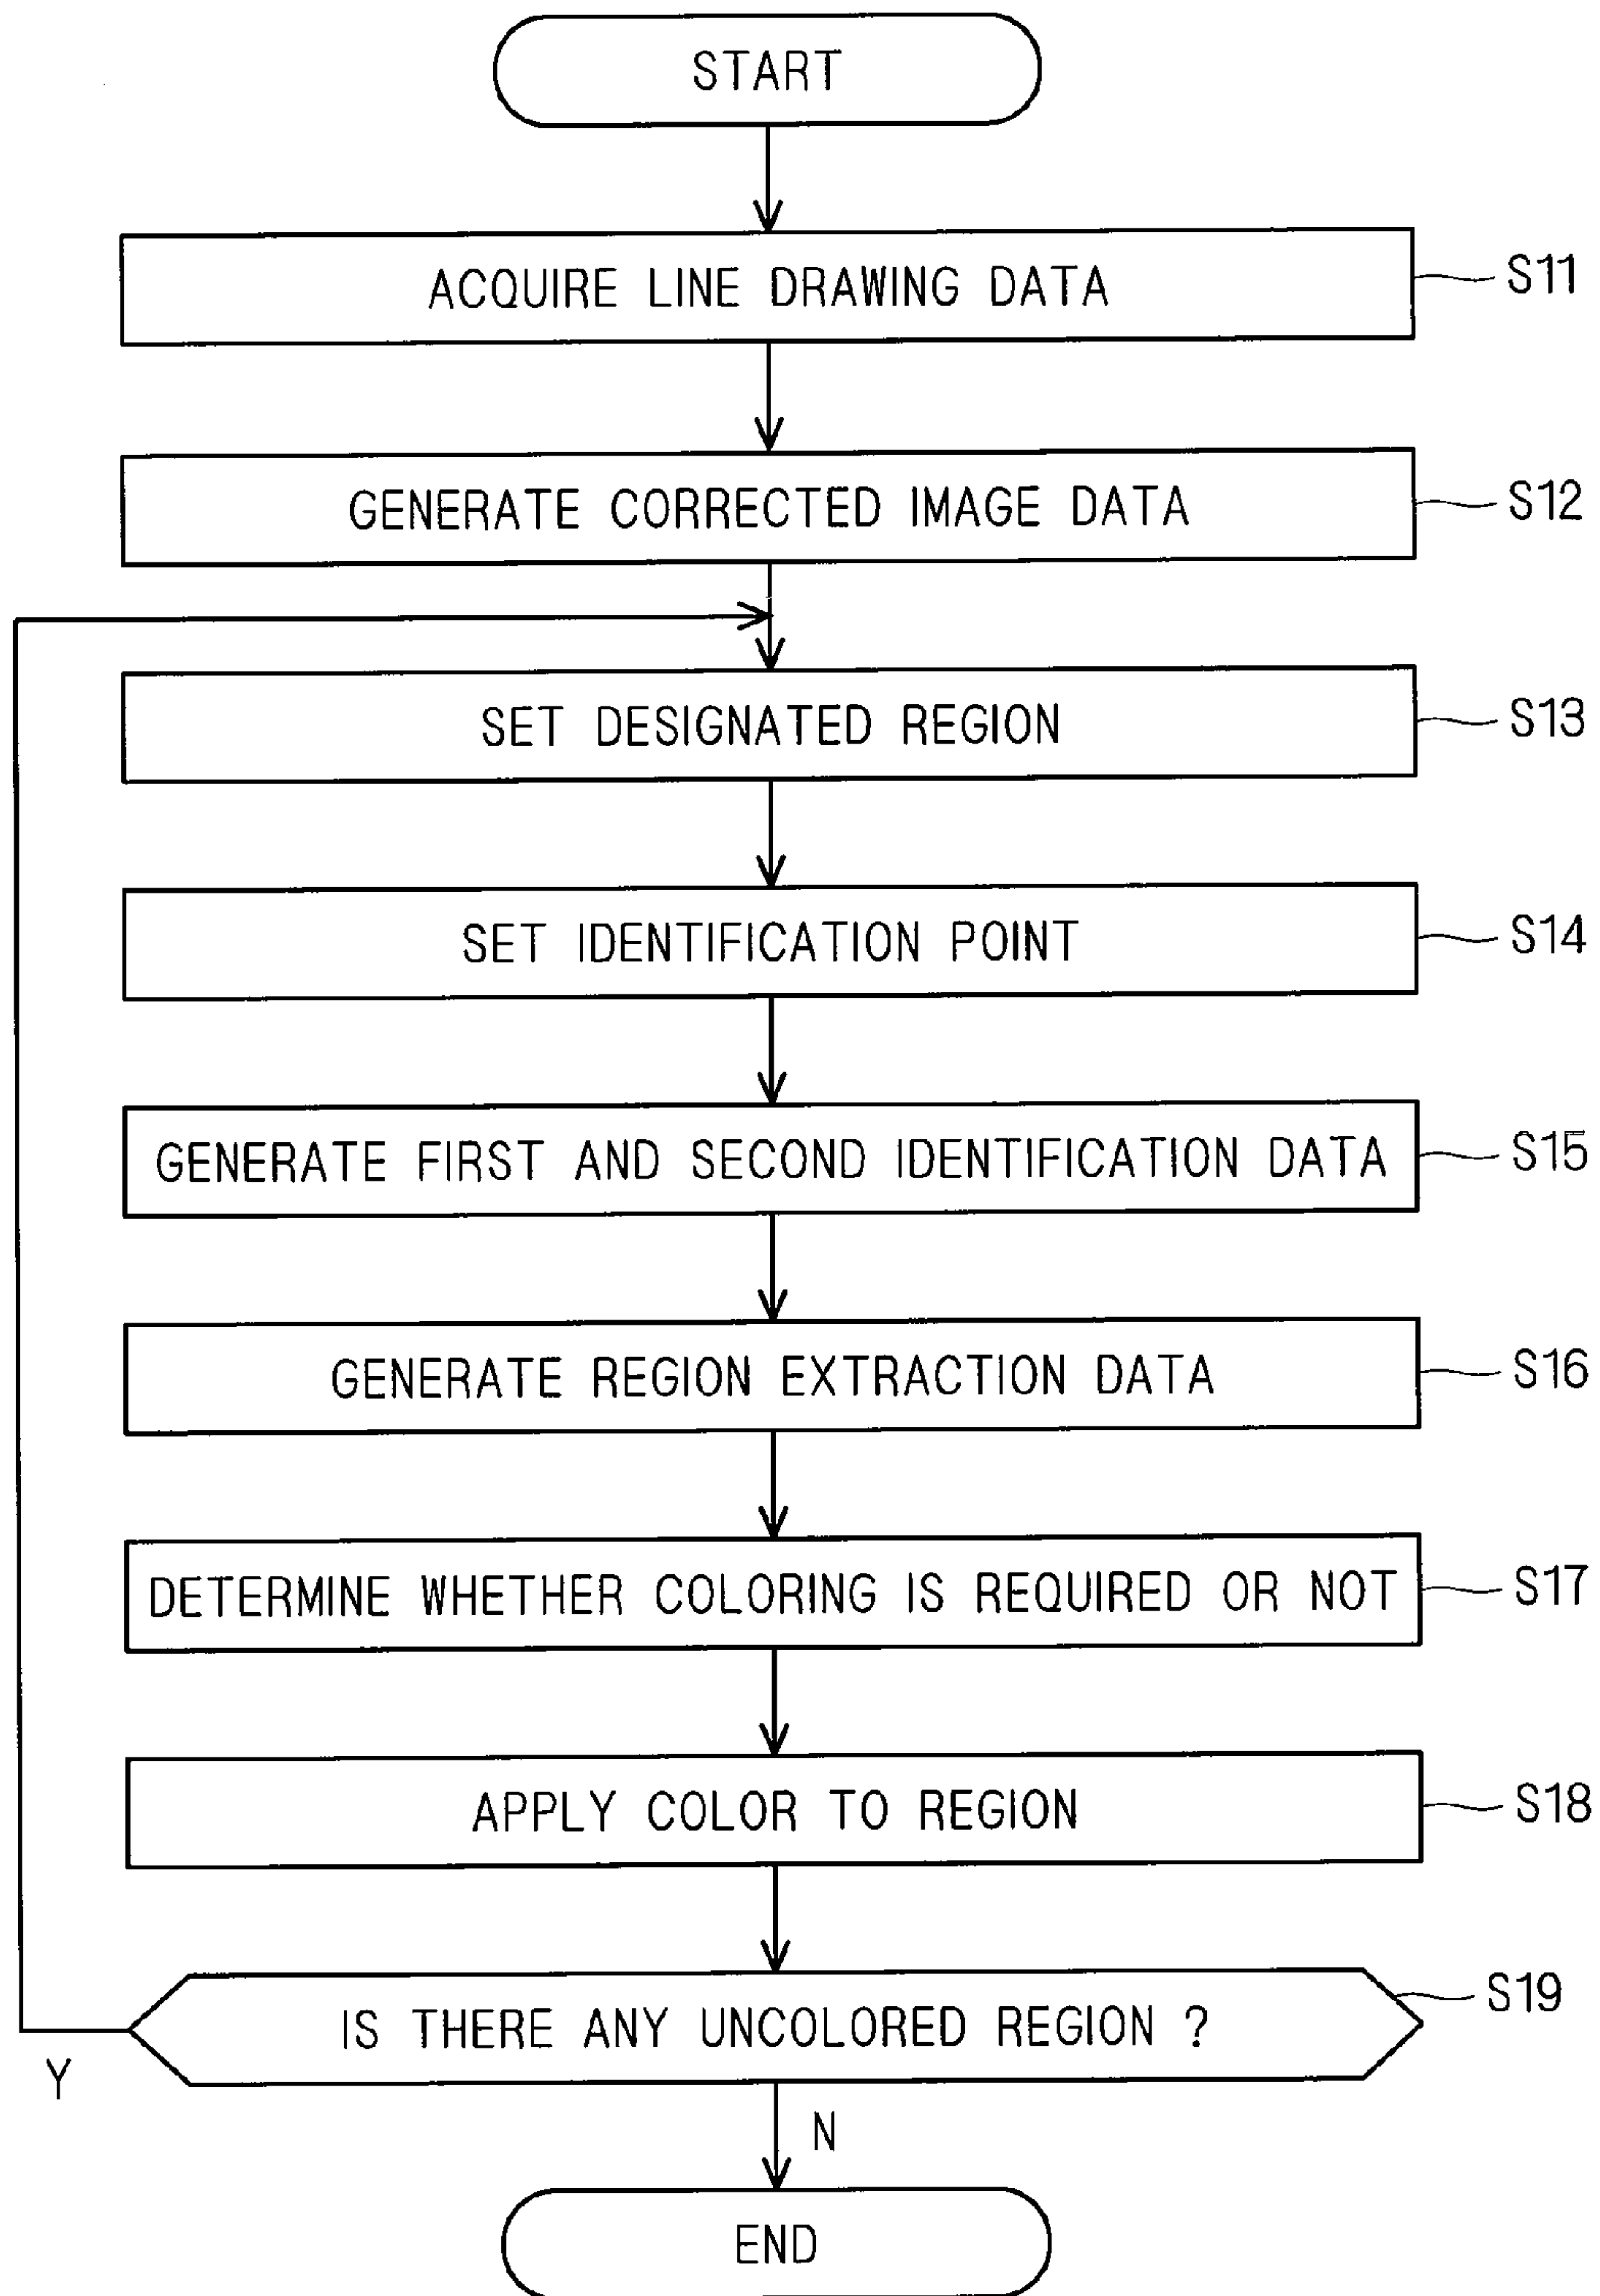 START
ACQUIRE LINE DRAWING DATA
S11
GENERATE CORRECTED IMAGE DATA
S12
SET DESIGNATED REGION
S13
SET IDENTIFICATION POINT
S14
GENERATE FIRST AND SECOND IDENTIFICATION DATA
S15
GENERATE REGION EXTRACTION DATA
S16
DETERMINE WHETHER COLORING IS REQUIRED OR NOT
S17
APPLY COLOR TO REGION
S18
IS THERE ANY UNCOLORED REGION ?
S19
Y
N
END